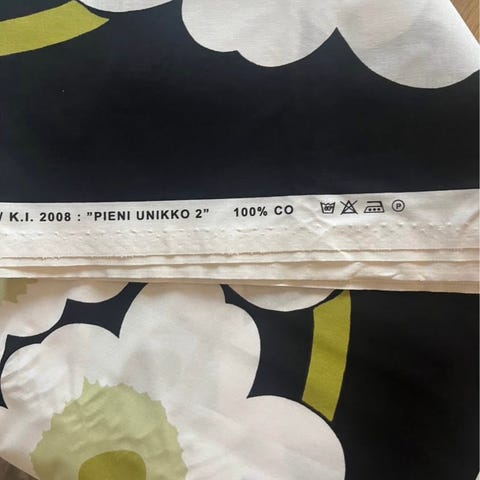 / K.I. 2008 : "PIENI UNIKKO 2" 100% CO P